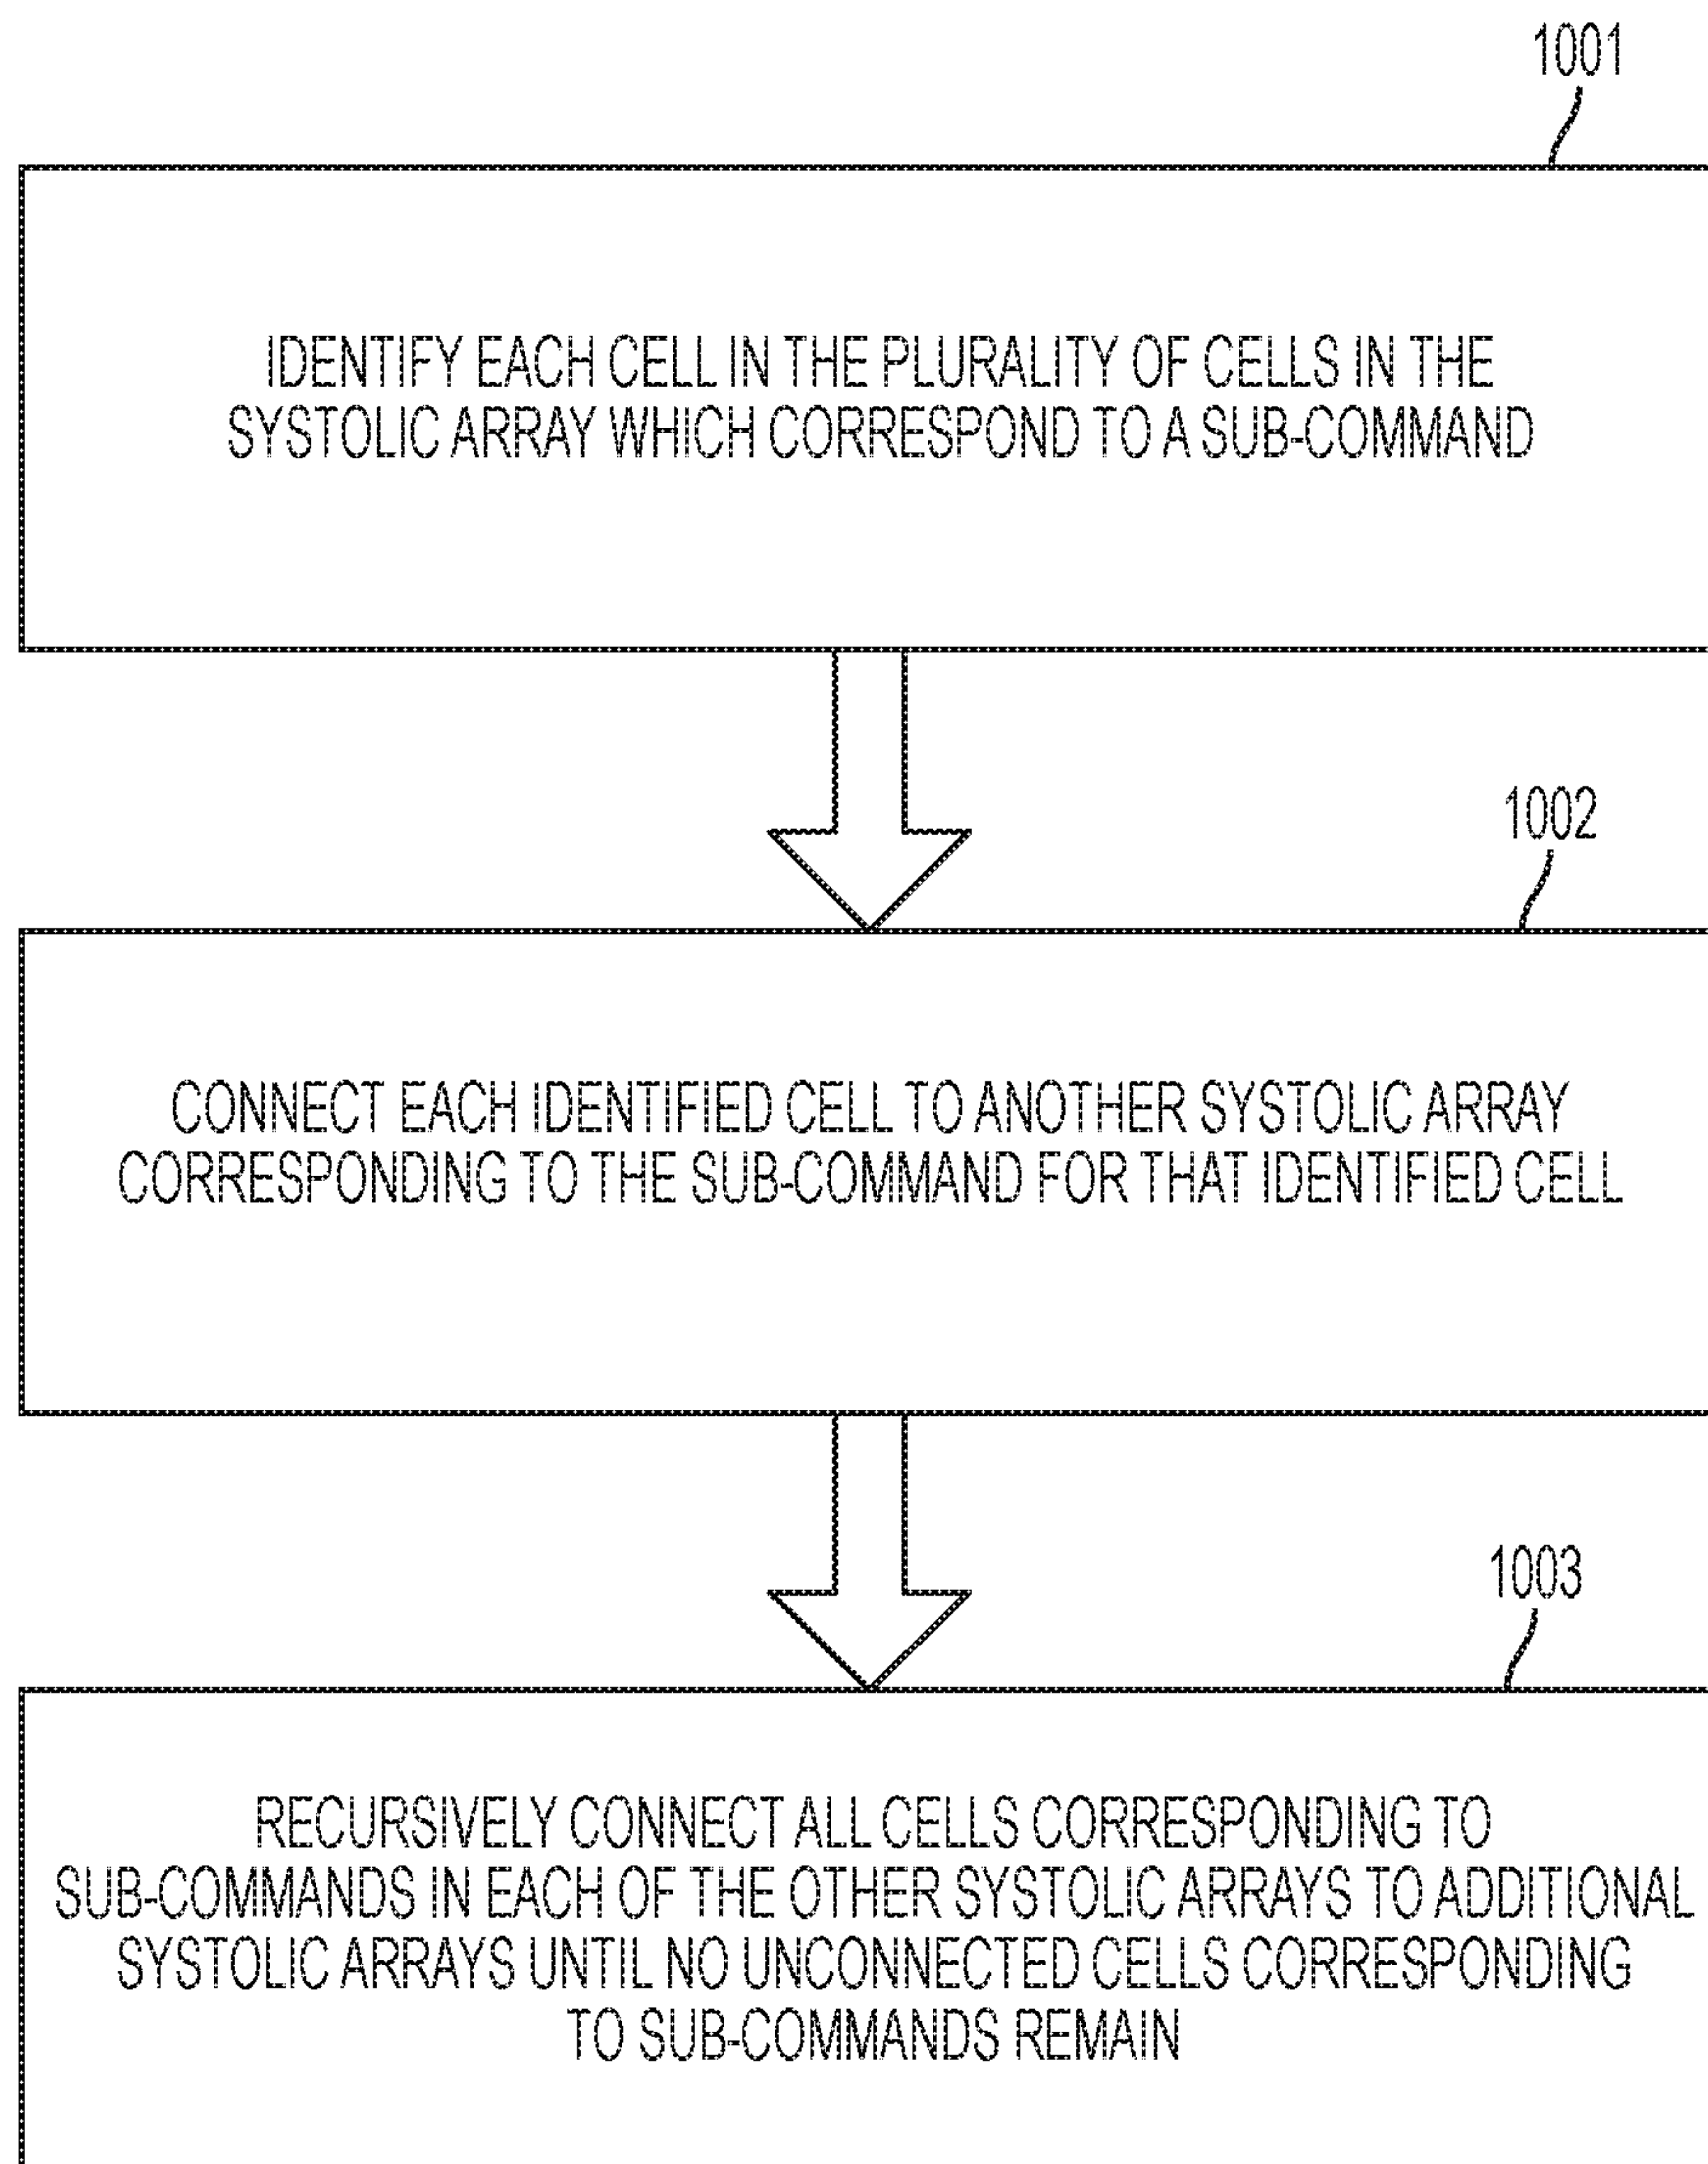 1001
IDENTIFY EACH CELL IN THE PLURALITY OF CELLS IN THE
SYSTOLIC ARRAY WHICH CORRESPOND TO A SUB-COMMAND
1002
CONNECT EACH IDENTIFIED CELL TO ANOTHER SYSTOLIC ARRAY
CORRESPONDING TO THE SUB-COMMAND FOR THAT IDENTIFIED CELL
1003
RECURSIVELY CONNECT ALL CELLS CORRESPONDING TO
SUB-COMMANDS IN EACH OF THE OTHER SYSTOLIC ARRAYS TO ADDITIONAL
SYSTOLIC ARRAYS UNTIL NO UNCONNECTED CELLS CORRESPONDING
TO SUB-COMMANDS REMAIN